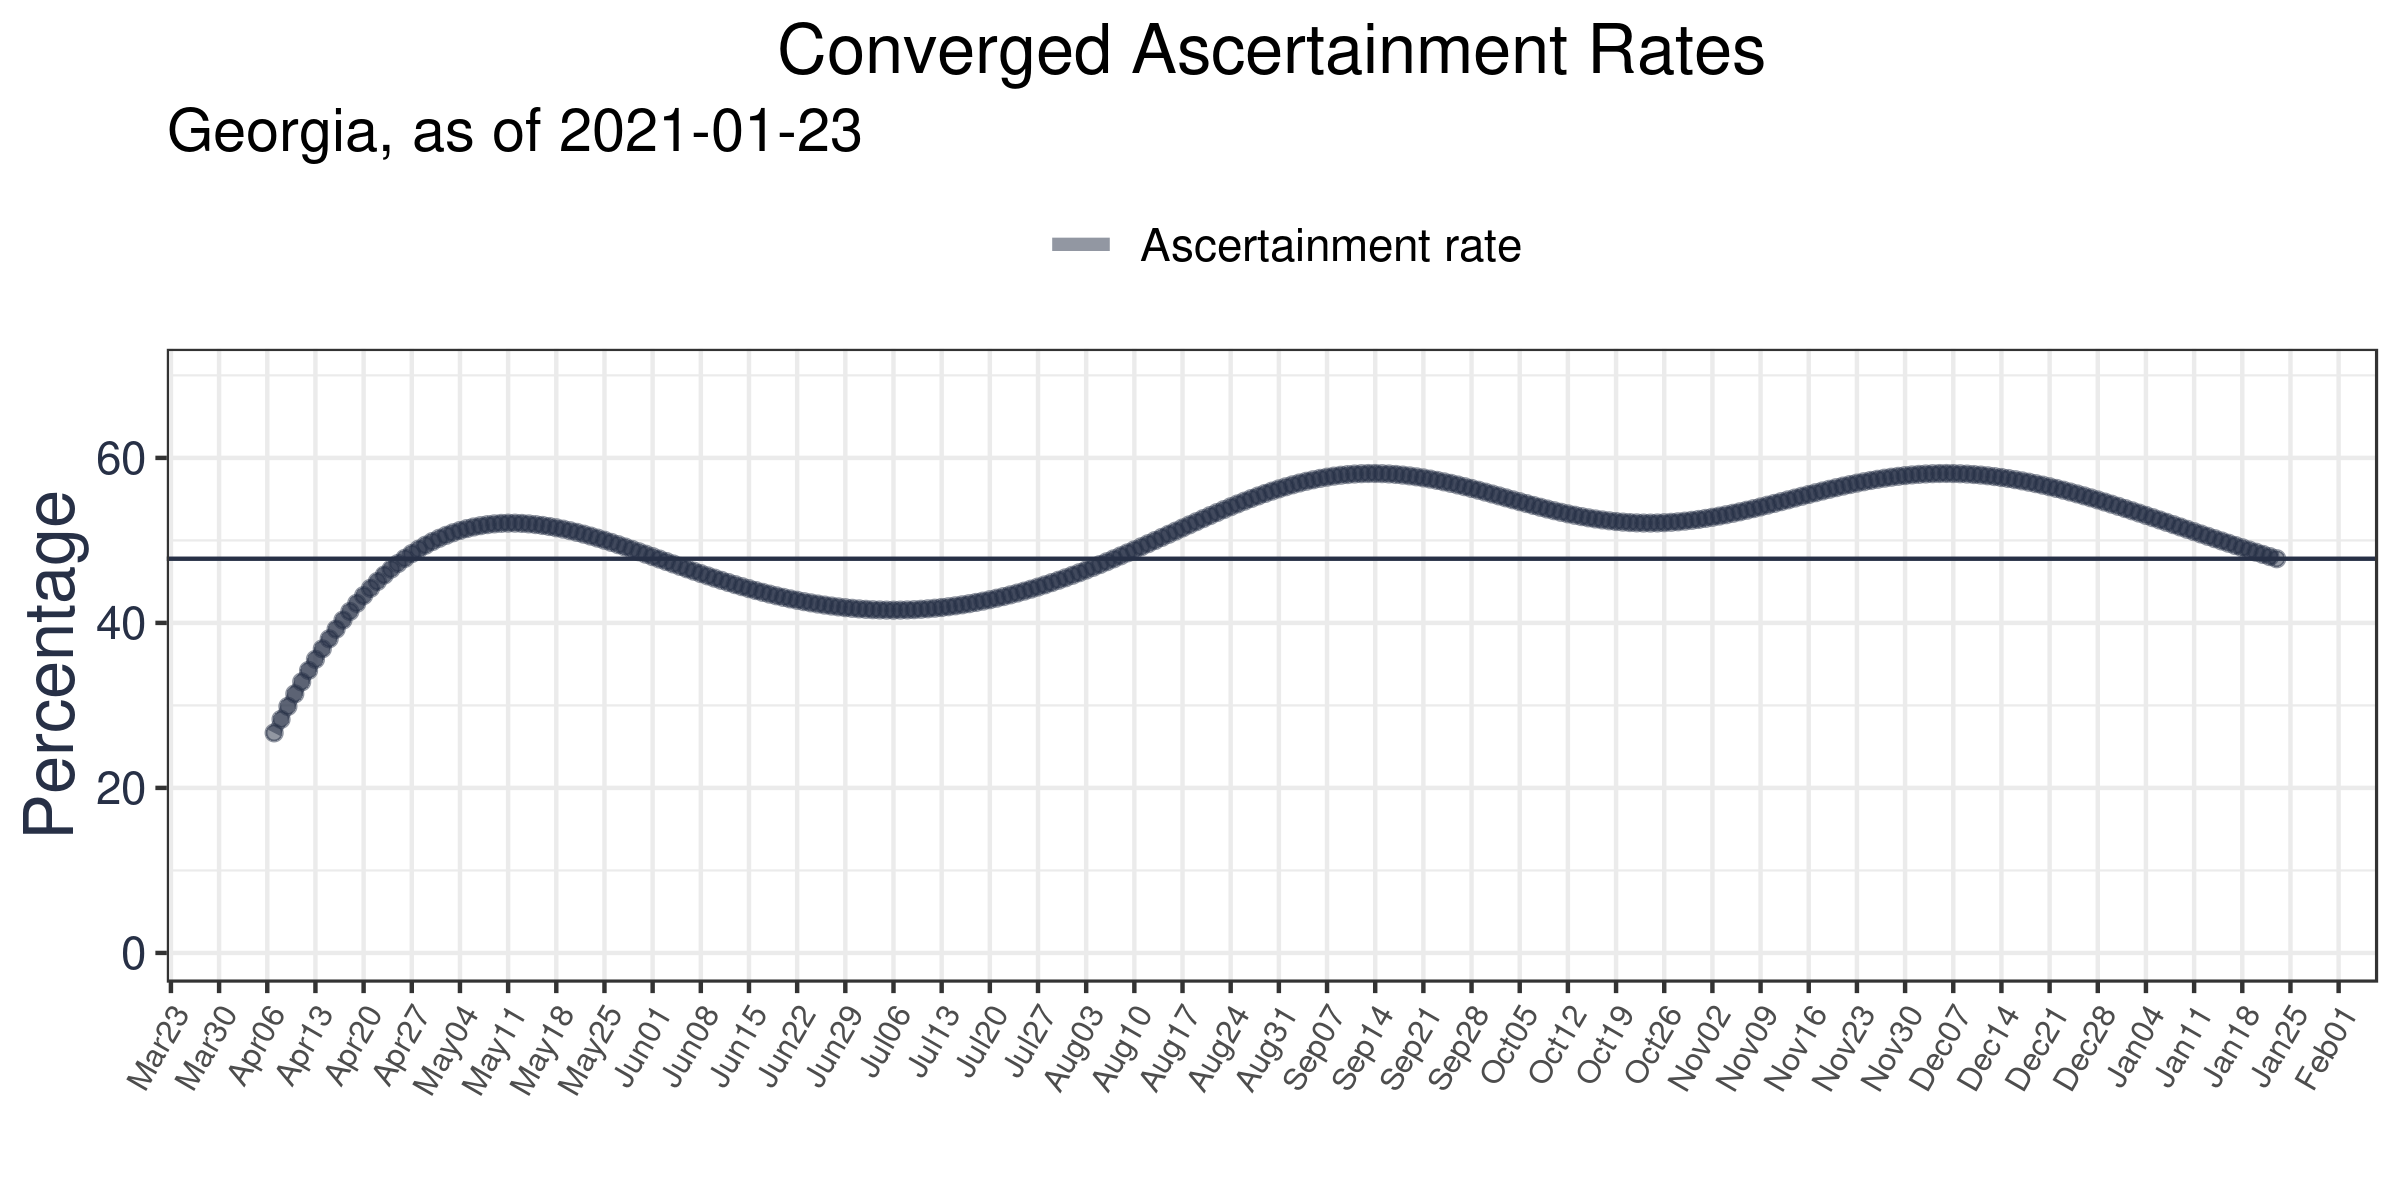 Converged Ascertainment Rates
Georgia, as of 2021-01-23
Ascertainment rate
Percentage
60
40
20
0
Mar23 Mar30 Apr06 Apr13 Apr20 Apr27 May04 May11 May18 May25 Jun01 Jun08 Jun15 Jun22 Jun29 Jul06 Jul13 Jul20 Jul27 Aug03 Aug10 Aug17 Aug24 Aug31 Sep07 Sep14 Sep21 Sep28 Oct05 Oct12 Oct19 Oct26 Nov02 Nov09 Nov16 Nov23 Nov30 Dec07 Dec14 Dec21 Dec28 Jan04 Jan11 Jan18 Jan25 Feb01